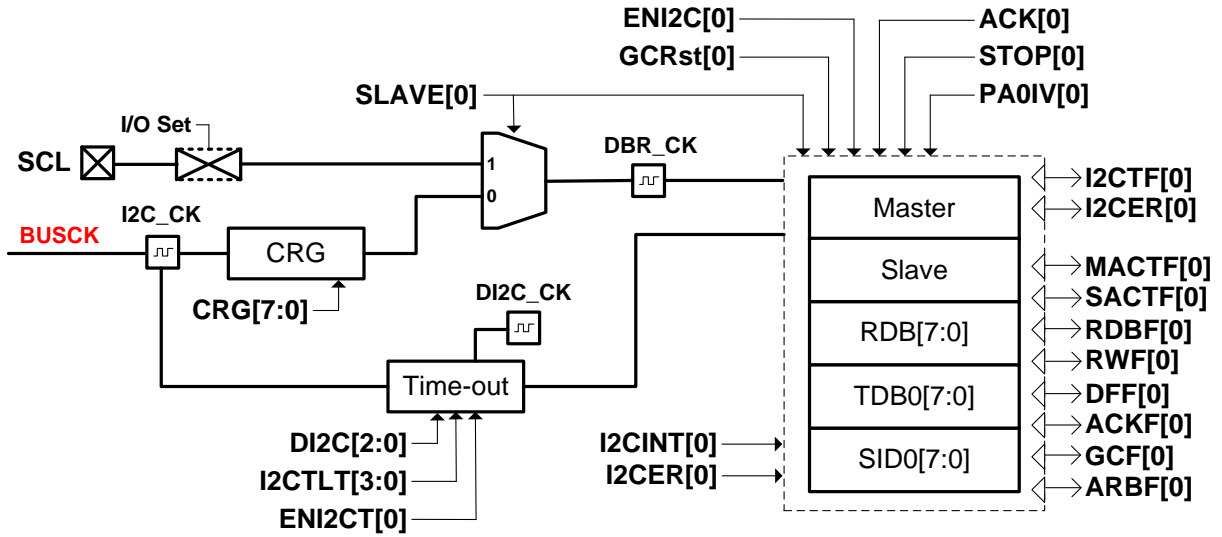 ENI2C[0]
ACK[0]
GCRst[0]
STOP[0]
SLAVE[0]
PA0IV[0]
I/O Set
SCL
1
0
DBR_CK
I2C_CK
BUSCK
CRG
CRG[7:0]
DI2C_CK
Time-out
DI2C[2:0]
I2CTLT[3:0]
ENI2CT[0]
I2CINT[0]
I2CER[0]
Master
Slave
RDB[7:0]
TDB0[7:0]
SID0[7:0]
I2CTF[0]
I2CER[0]
MACTF[0]
SACTF[0]
RDBF[0]
RWF[0]
DFF[0]
ACKF[0]
GCF[0]
ARBF[0]